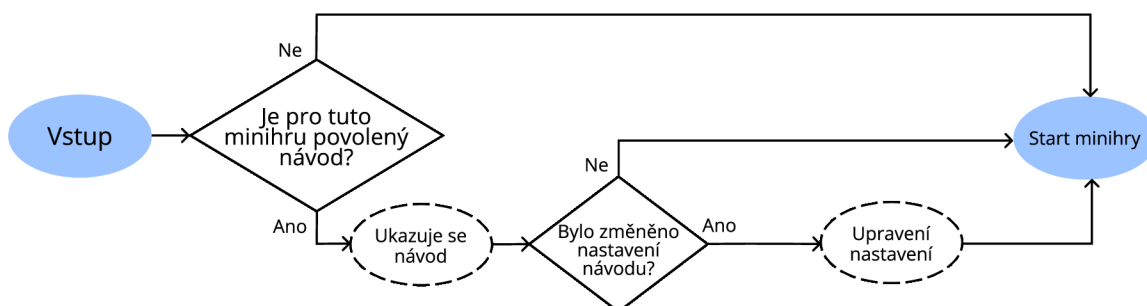 Ne
Vstup
Je pro tuto
minihru povolený
návod?
Ano
Ukazuje se
návod
Ne
Bylo změněno
nastavení
návodu?
Ano
Upravení
nastavení
Start minihry